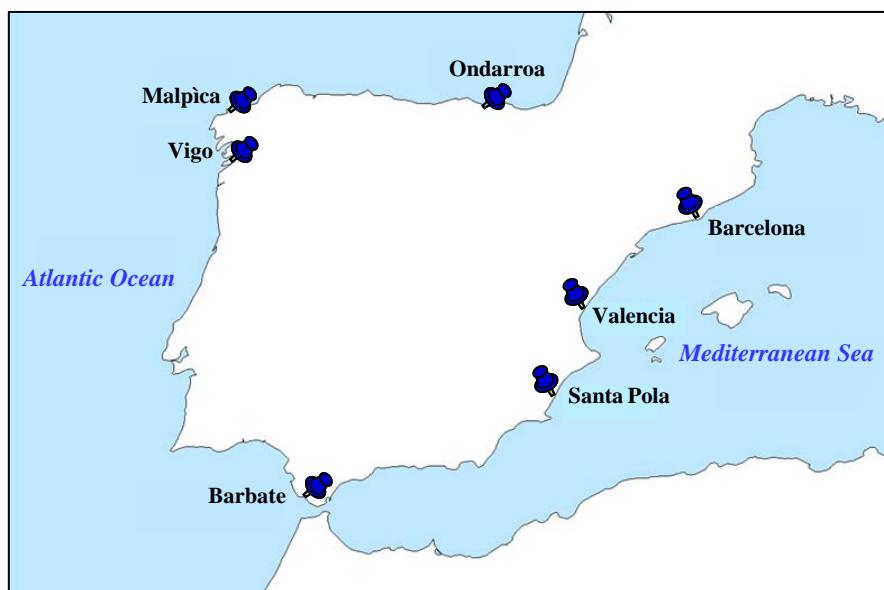 Ondarroa
Malpìca
Vigo
Barcelona
Atlantic Ocean
Valencia
Mediterranean Sea
Santa Pola
Barbate